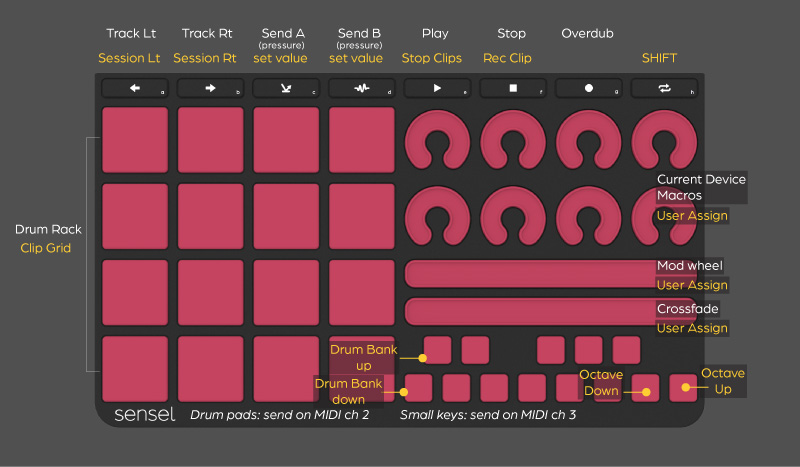 Track Lt Track Rt Send A Send B Play Stop Overdub
(pressure) (pressure)
Session Lt Session Rt set value set value Stop Clips Rec Clip SHIFT
a b c d e f g h
Current Device
Macros
User Assign
Drum Rack
Clip Grid
Mod wheel
User Assign
Crossfade
User Assign
Drum Bank
up
Drum Bank
down
Octave
Down
Octave
Up
sensel Drum pads: send on MIDI ch 2 Small keys: send on MIDI ch 3